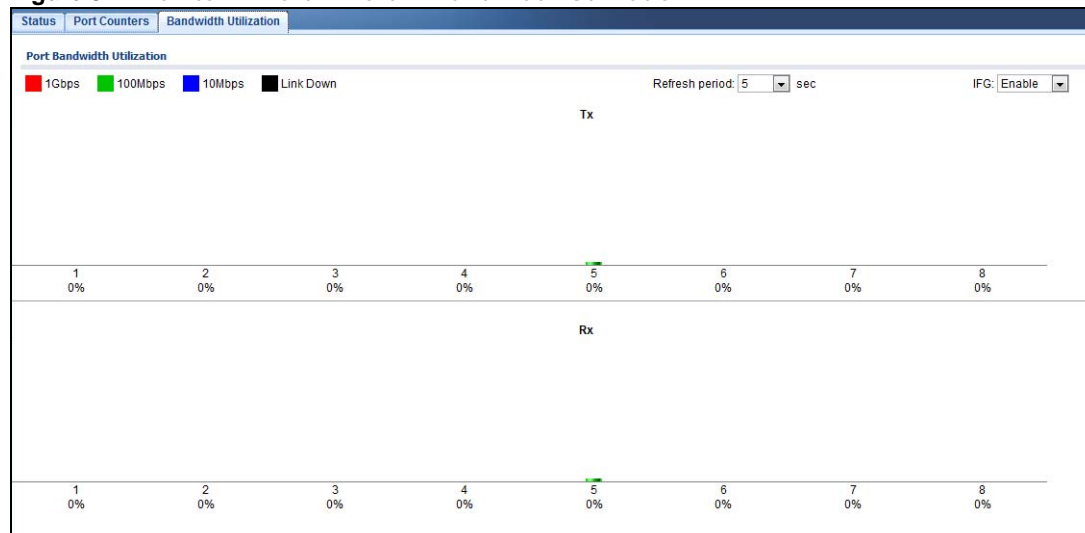 Status Port Counters Bandwidth Utilization
Port Bandwidth Utilization
1Gbps 100Mbps 10Mbps Link Down Refresh period: 5 sec IFG: Enable
Tx
1 2 3 4 5 6 7 8
0% 0% 0% 0% 0% 0% 0% 0%
Rx
1 2 3 4 5 6 7 8
0% 0% 0% 0% 0% 0% 0% 0%